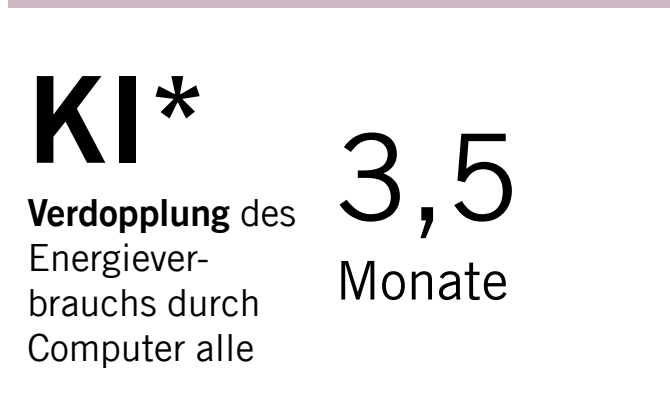 KI*
Verdopplung des
Energiever-
brauchs durch
Computer alle
3,5
Monate